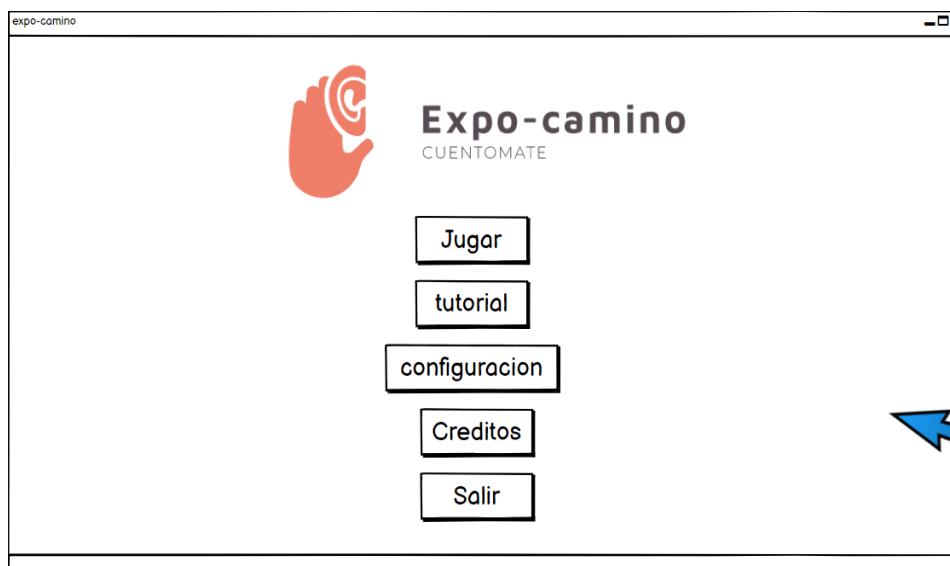 expo-camino
Expo-camino
CUENTOMATE
Jugar
tutorial
configuracion
Creditos
Salir